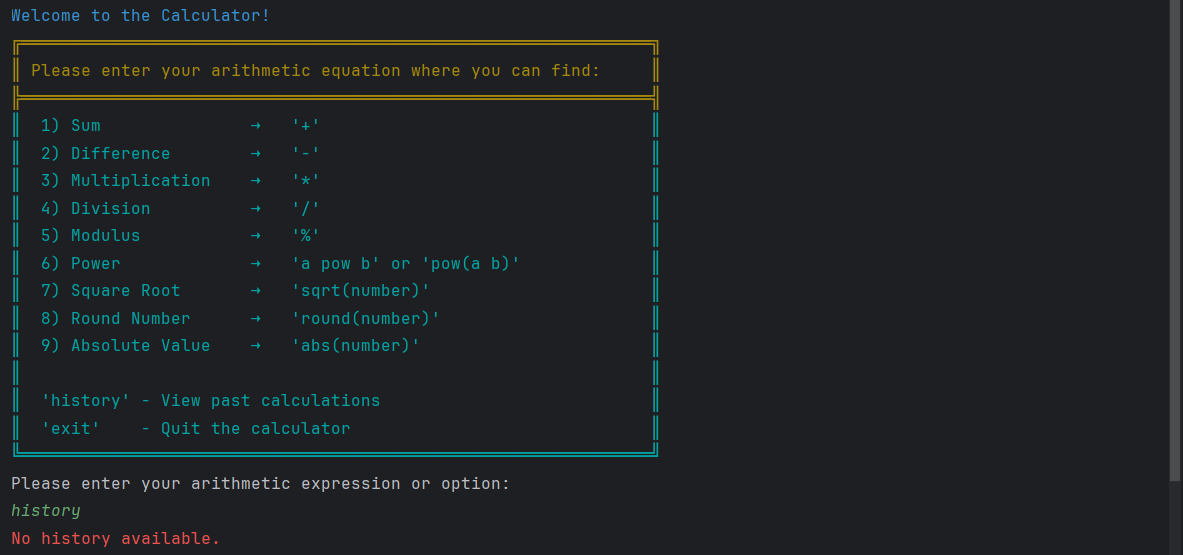 Welcome to the Calculator!
Please enter your arithmetic equation where you can find:
1) Sum → '+'
2) Difference → '-'
3) Multiplication → '*'
4) Division → '/'
5) Modulus → '%'
6) Power → 'a pow b' or 'pow(a b)'
7) Square Root → 'sqrt(number)'
8) Round Number → 'round(number)'
9) Absolute Value → 'abs(number)'
'history' - View past calculations
'exit' - Quit the calculator
Please enter your arithmetic expression or option:
history
No history available.